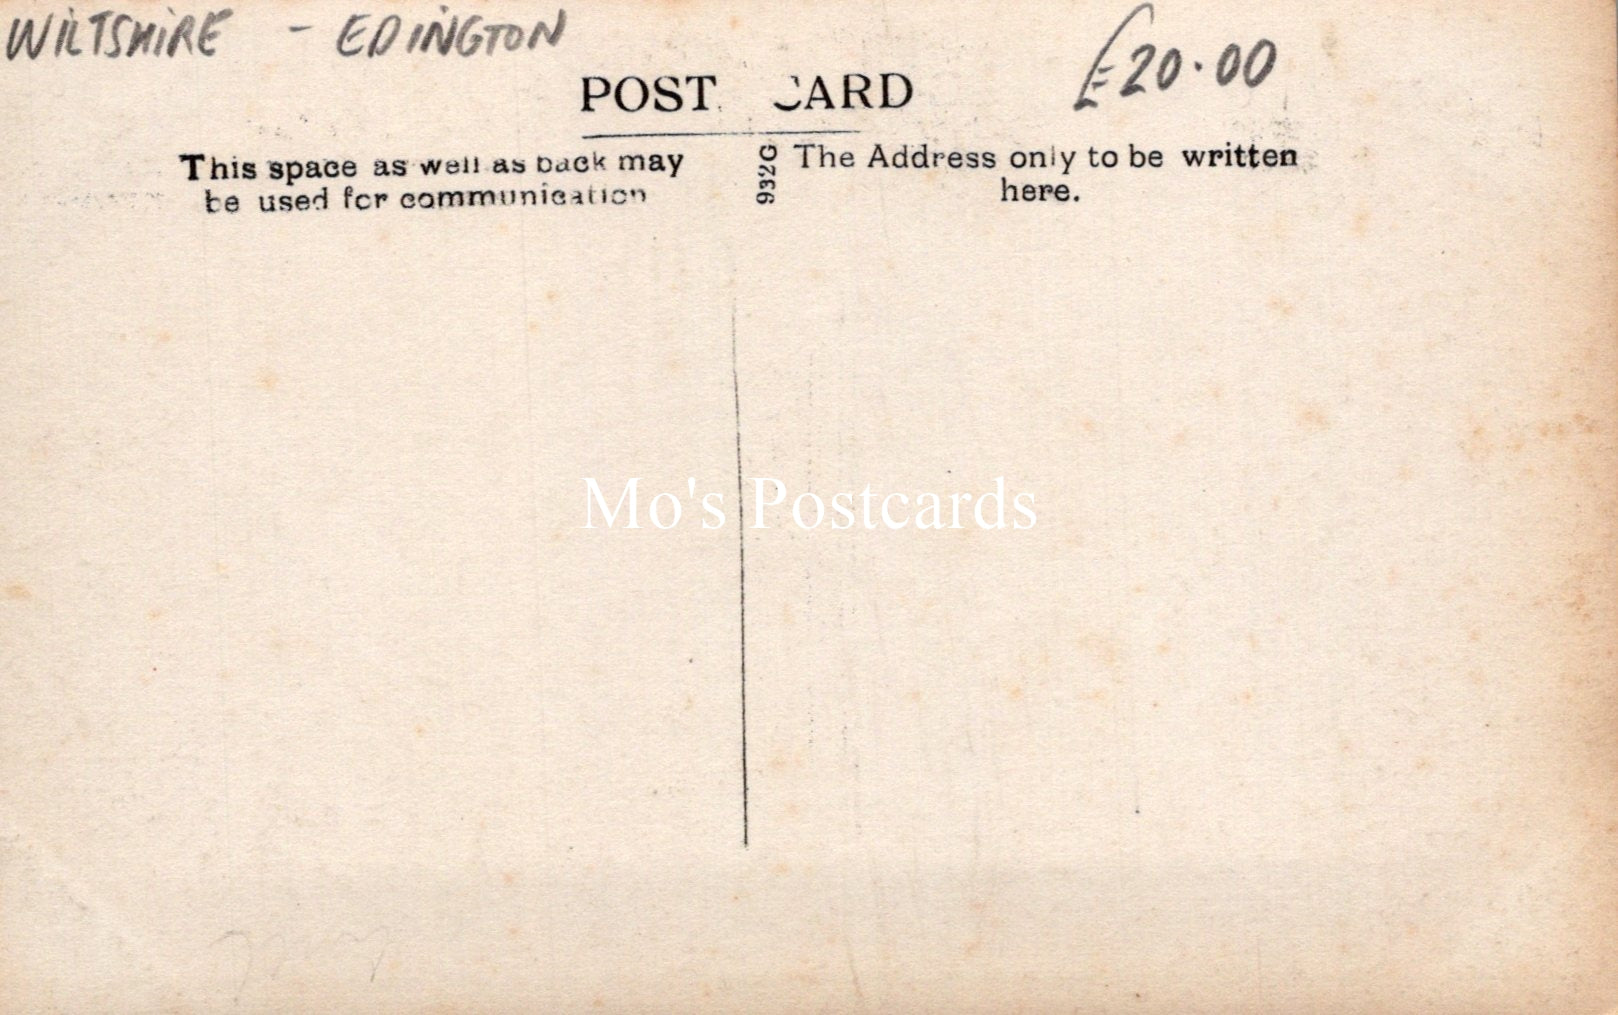 WILTSHIRE - EDINGTON
£20.00
POST CARD
This space as well as back may
be used for communication
932G
The Address only to be written
here.
Mo's Postcards